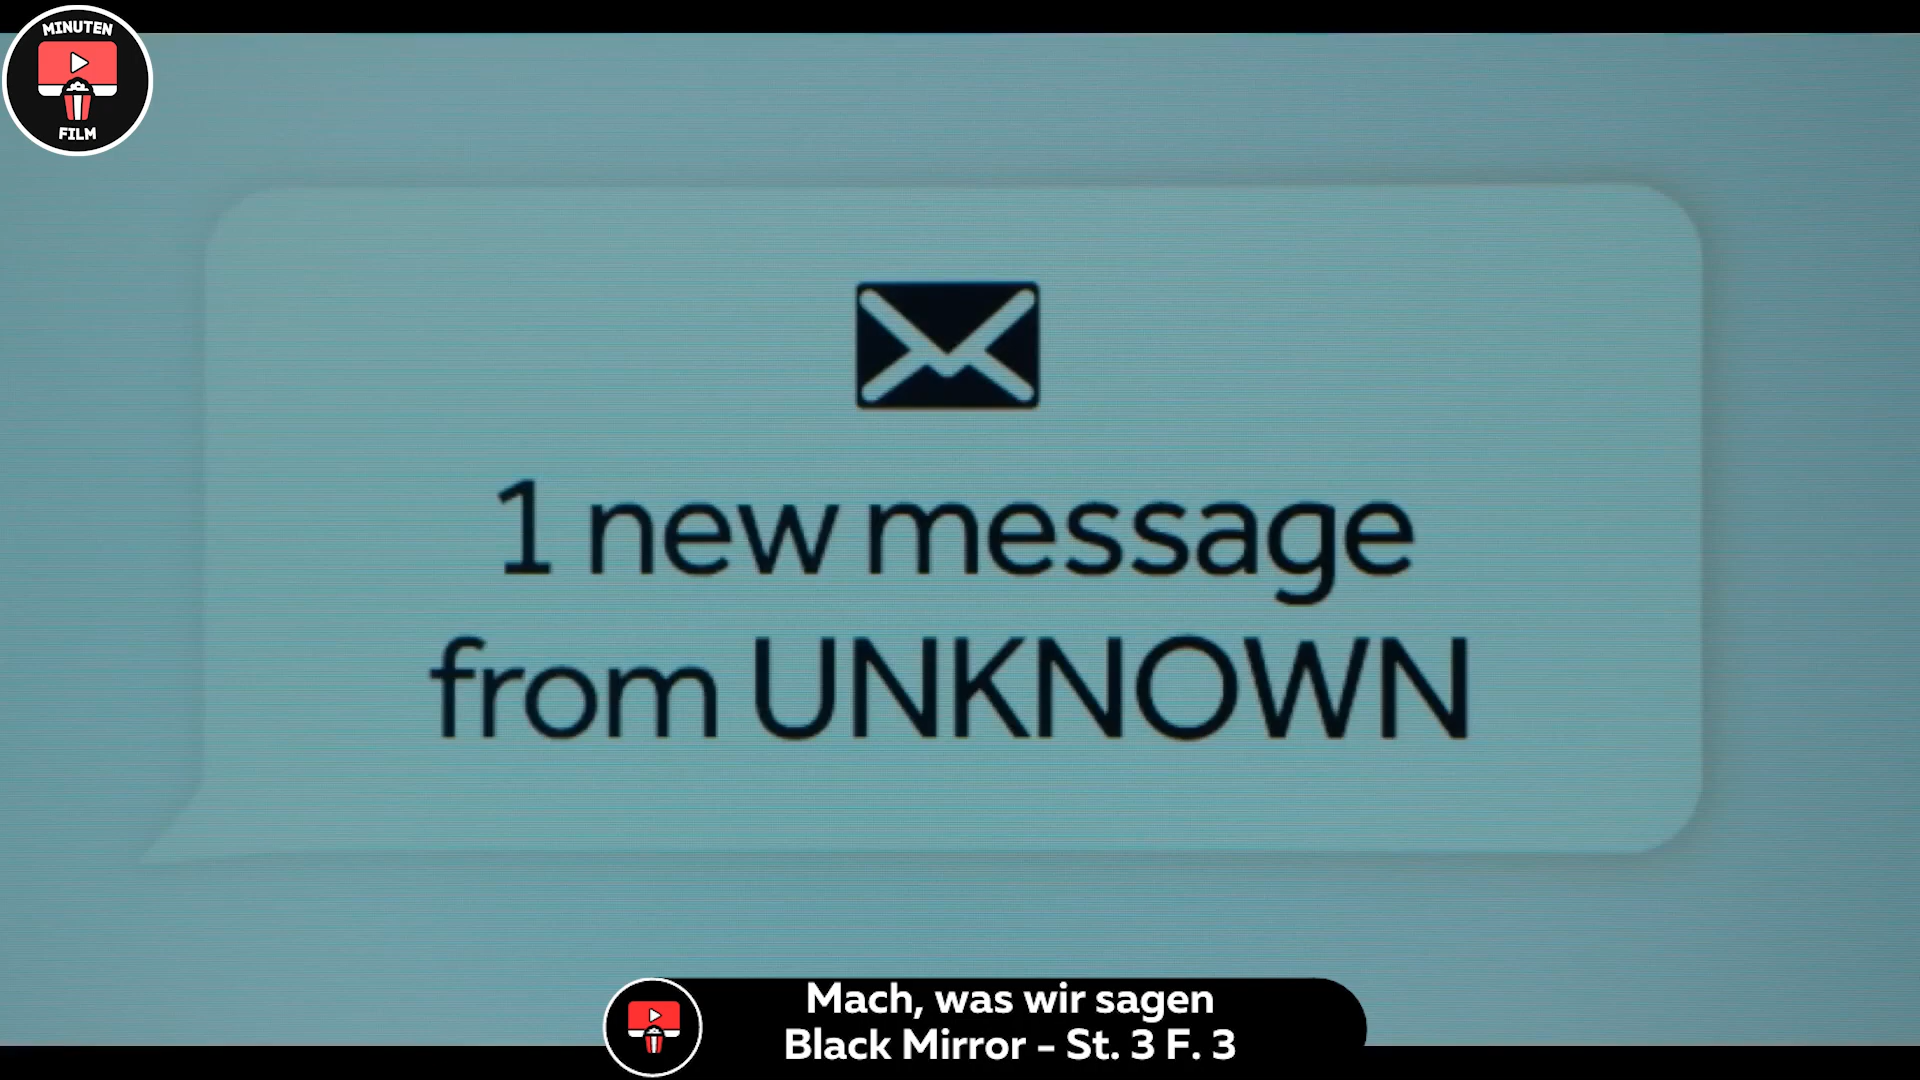 MINUTEN
FILM
1 new message
from UNKNOWN
Mach, was wir sagen
Black Mirror - St. 3 F. 3